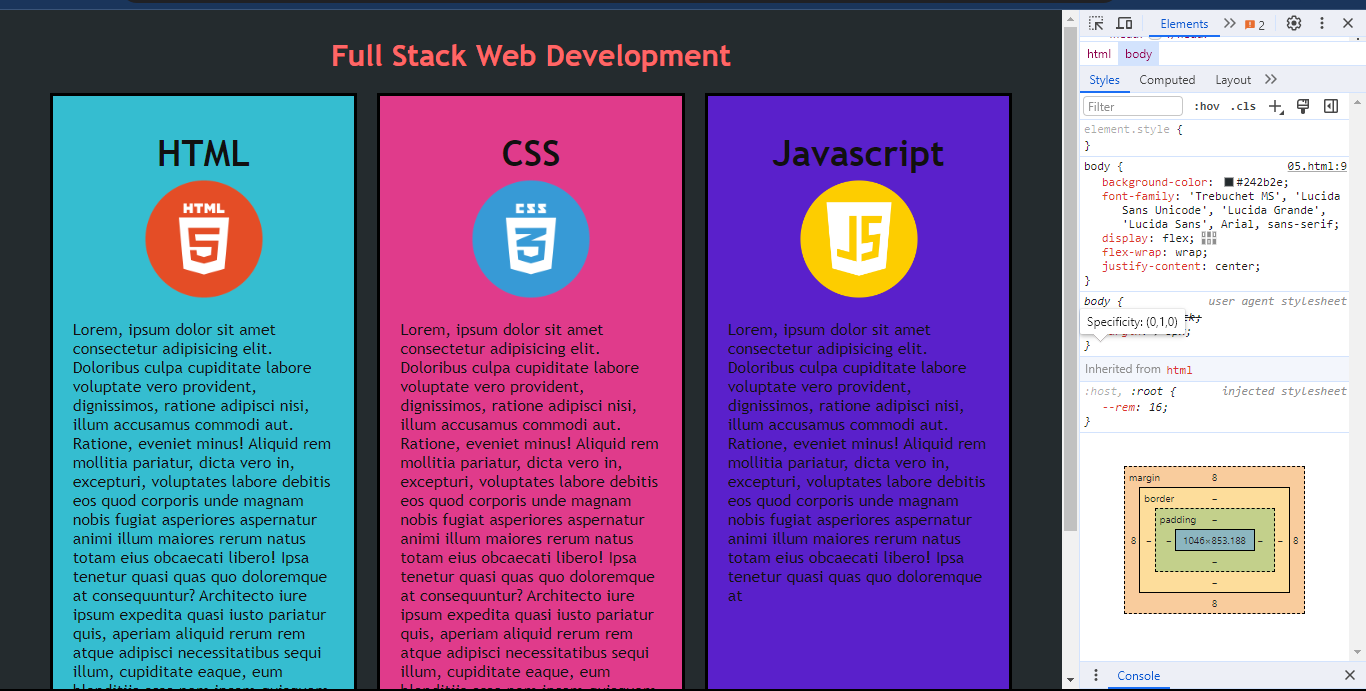 Full Stack Web Development
HTML
HTML
5
Lorem, ipsum dolor sit amet
consectetur adipisicing elit.
Doloribus culpa cupiditate labore
voluptate vero provident,
dignissimos, ratione adipisci nisi,
illum accusamus commodi aut.
Ratione, eveniet minus! Aliquid rem
mollitia pariatur, dicta vero in,
excepturi, voluptates labore debitis
eos quod corporis unde magnam
nobis fugiat asperiores aspernatur
animi illum maiores rerum natus
totam eius obcaecati libero! Ipsa
tenetur quasi quas quo doloremque
at consequuntur? Architecto iure
ipsum expedita quasi iusto pariatur
quis, aperiam aliquid rerum rem
atque adipisci necessitatibus sequi
illum, cupiditate eaque, eum
CSS
CSS
3
Lorem, ipsum dolor sit amet
consectetur adipisicing elit.
Doloribus culpa cupiditate labore
voluptate vero provident,
dignissimos, ratione adipisci nisi,
illum accusamus commodi aut.
Ratione, eveniet minus! Aliquid rem
mollitia pariatur, dicta vero in,
excepturi, voluptates labore debitis
eos quod corporis unde magnam
nobis fugiat asperiores aspernatur
animi illum maiores rerum natus
totam eius obcaecati libero! Ipsa
tenetur quasi quas quo doloremque
at consequuntur? Architecto iure
ipsum expedita quasi iusto pariatur
quis, aperiam aliquid rerum rem
atque adipisci necessitatibus sequi
illum, cupiditate eaque, eum
Javascript
JS
Lorem, ipsum dolor sit amet
consectetur adipisicing elit.
Doloribus culpa cupiditate labore
voluptate vero provident,
dignissimos, ratione adipisci nisi,
illum accusamus commodi aut.
Ratione, eveniet minus! Aliquid rem
mollitia pariatur, dicta vero in,
excepturi, voluptates labore debitis
eos quod corporis unde magnam
nobis fugiat asperiores aspernatur
animi illum maiores rerum natus
totam eius obcaecati libero! Ipsa
tenetur quasi quas quo doloremque
at
Elements 2
html body
Styles Computed Layout
Filter :hov .cls
element.style {
}
body { 05.html:9
background-color: #242b2e;
font-family: 'Trebuchet MS', 'Lucida
Sans Unicode', 'Lucida Grande',
'Lucida Sans', Arial, sans-serif;
display: flex;
flex-wrap: wrap;
justify-content: center;
}
body { user agent stylesheet
Specificity: (0,1,0)
}
Inherited from html
:host, :root { injected stylesheet
--rem: 16;
}
margin 8
border –
padding –
8 – – 1046×853.188 – – 8
–
–
8
Console